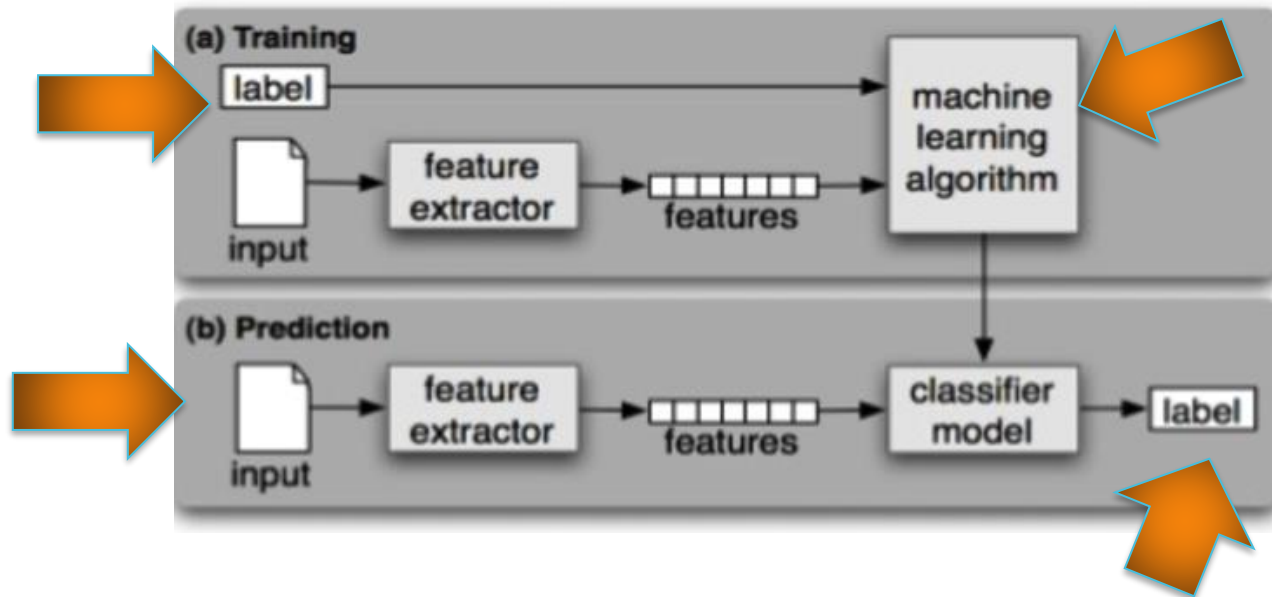 (a) Training
label
machine
learning
algorithm
feature
extractor
features
input
(b) Prediction
feature
extractor
features
input
classifier
model
label